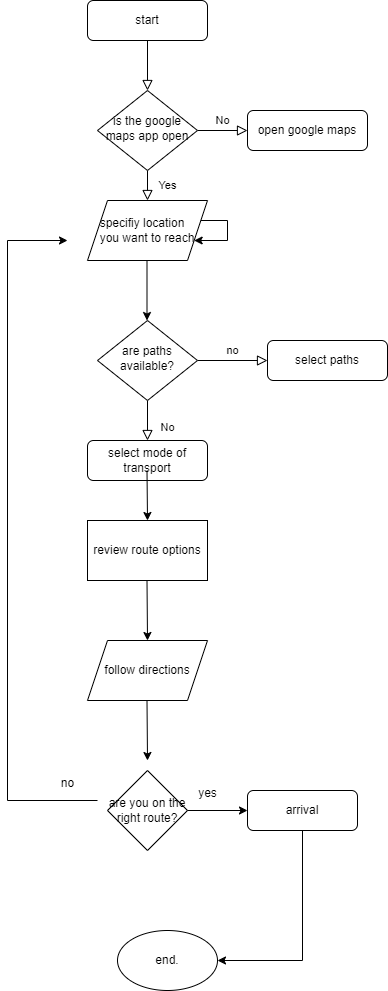 start
is the google
maps app open
No
open google maps
Yes
specifiy location
you want to reach
are paths
available?
no
select paths
No
select mode of
transport
review route options
follow directions
no
are you on the
right route?
yes
arrival
end.